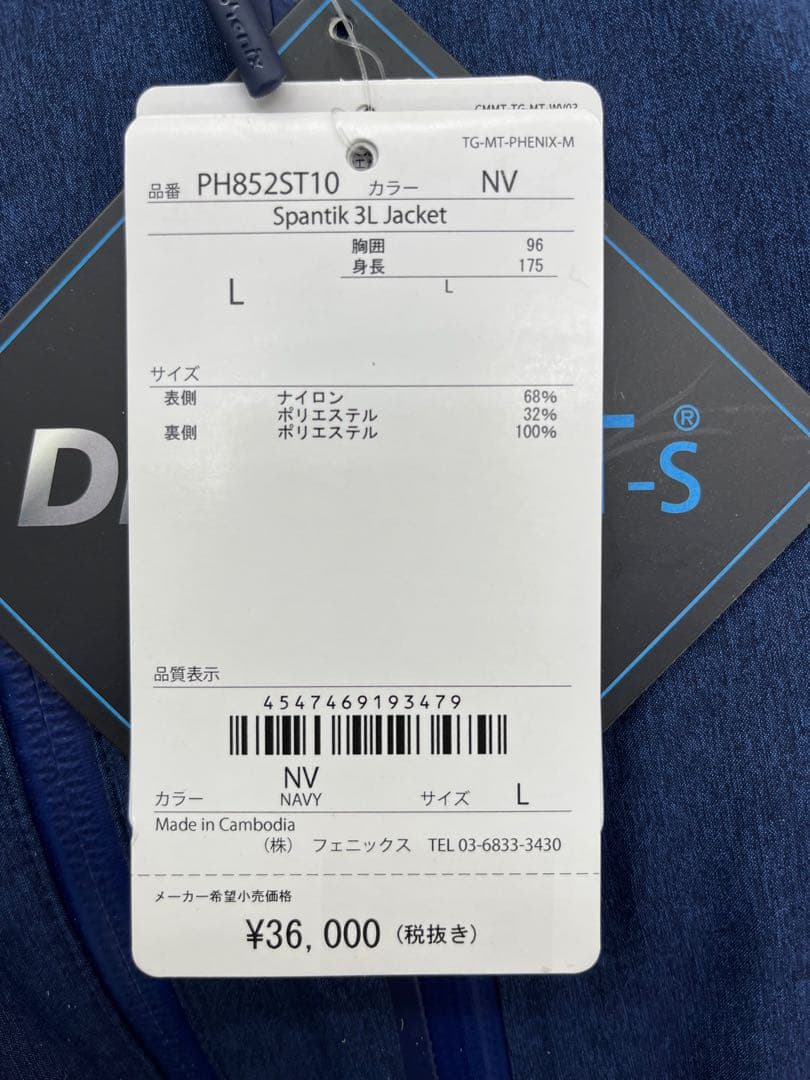 phenix
TG-MT-PHENIX-M
品番 PH852ST10 カラー NV
Spantik 3L Jacket
胸囲 96
身長 175
L L
サイズ
表側 ナイロン 68%
ポリエステル 32%
裏側 ポリエステル 100%
D
®
-S
品質表示
4547469193479
NV
カラー NAVY サイズ L
Made in Cambodia
(株) フェニックス TEL 03-6833-3430
メーカー希望小売価格
¥36,000 (税抜き)